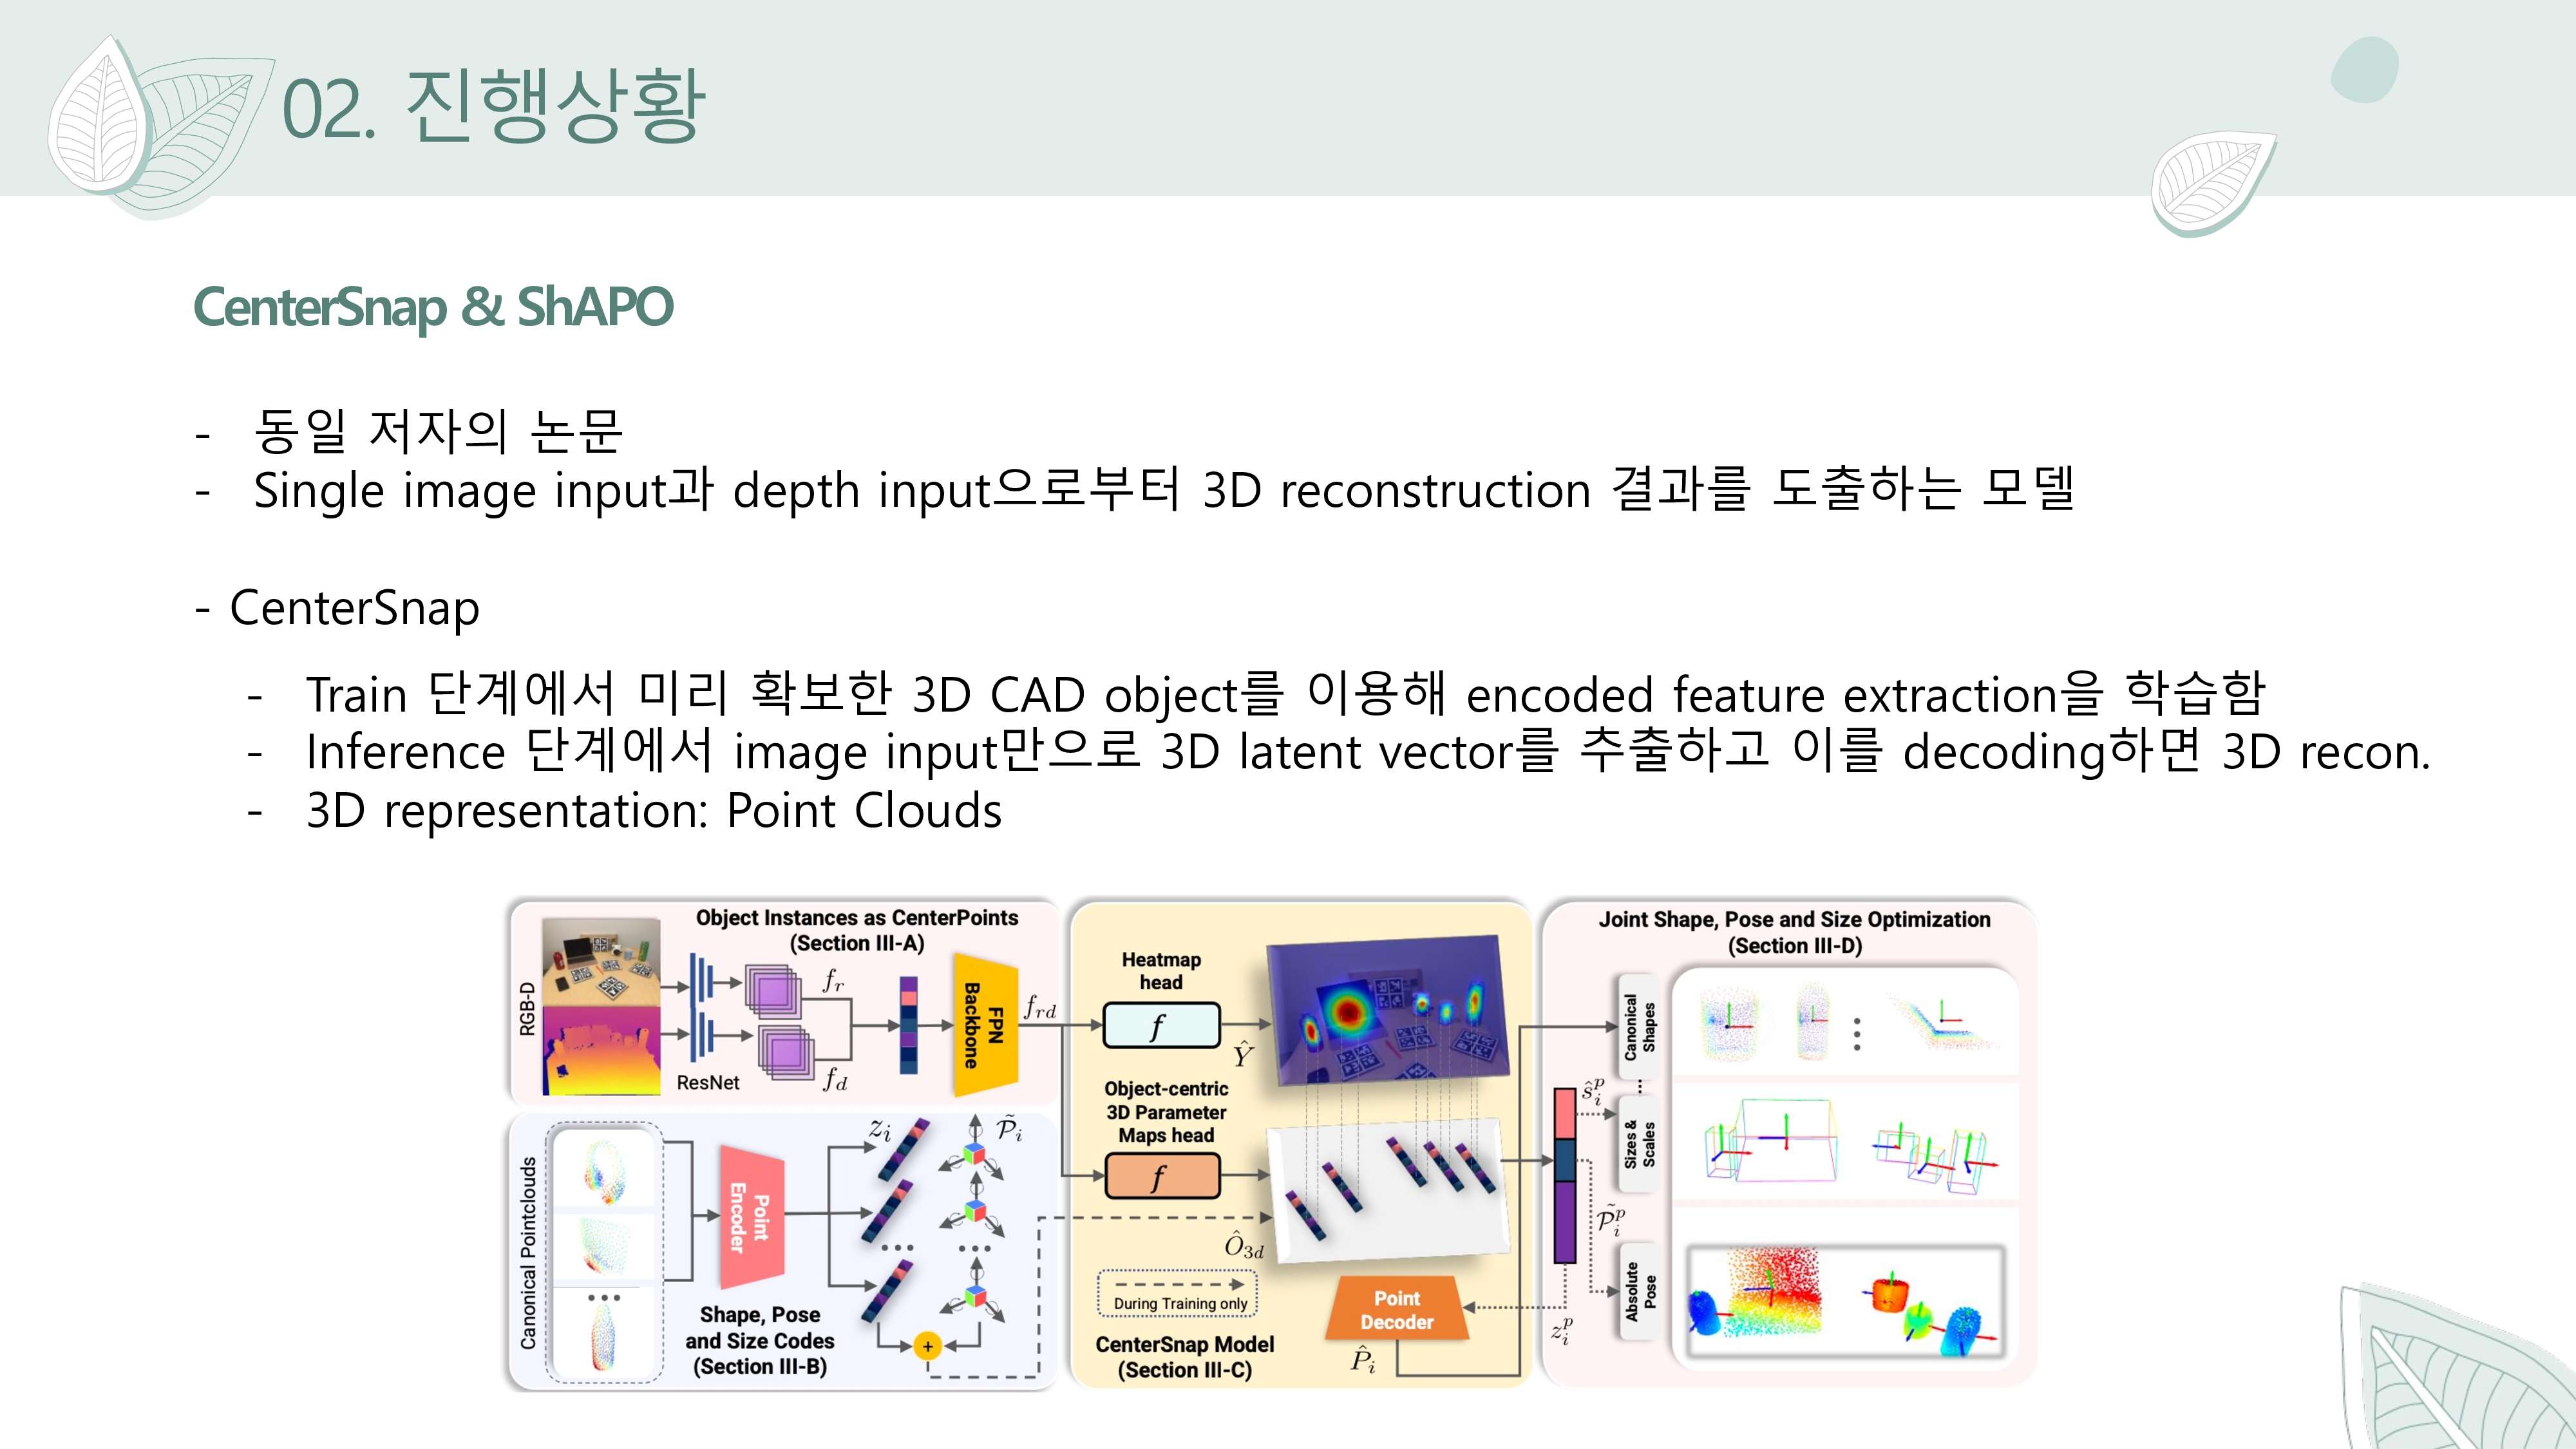 02. 진행상황
CenterSnap & ShAPO
- 동일 저자의 논문
- Single image input과 depth input으로부터 3D reconstruction 결과를 도출하는 모델
- CenterSnap
- Train 단계에서 미리 확보한 3D CAD object를 이용해 encoded feature extraction을 학습함
- Inference 단계에서 image input만으로 3D latent vector를 추출하고 이를 decoding하면 3D recon.
- 3D representation: Point Clouds
Object Instances as CenterPoints
(Section III-A)
RGB-D
ResNet
f_r
f_d
FPN
Backbone
f_{rd}
Canonical Pointclouds
Point
Encoder
z_i
\tilde{P}_i
+
Shape, Pose
and Size Codes
(Section III-B)
Heatmap
head
f
Ŷ
Object-centric
3D Parameter
Maps head
f
Ô_{3d}
During Training only
CenterSnap Model
(Section III-C)
Point
Decoder
P̂_i
Joint Shape, Pose and Size Optimization
(Section III-D)
ŝ_i^p
\tilde{P}_i^p
z_i^p
Canonical
Shapes
Sizes &
Scales
Absolute
Pose